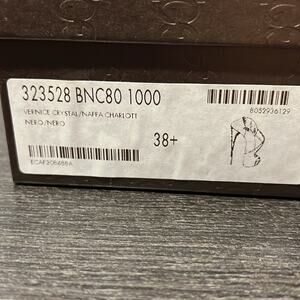 323528 BNC80 1000
8052936129
VERNICE CRYSTAL/NAPPA CHARLOTT
NERO/NERO
38+